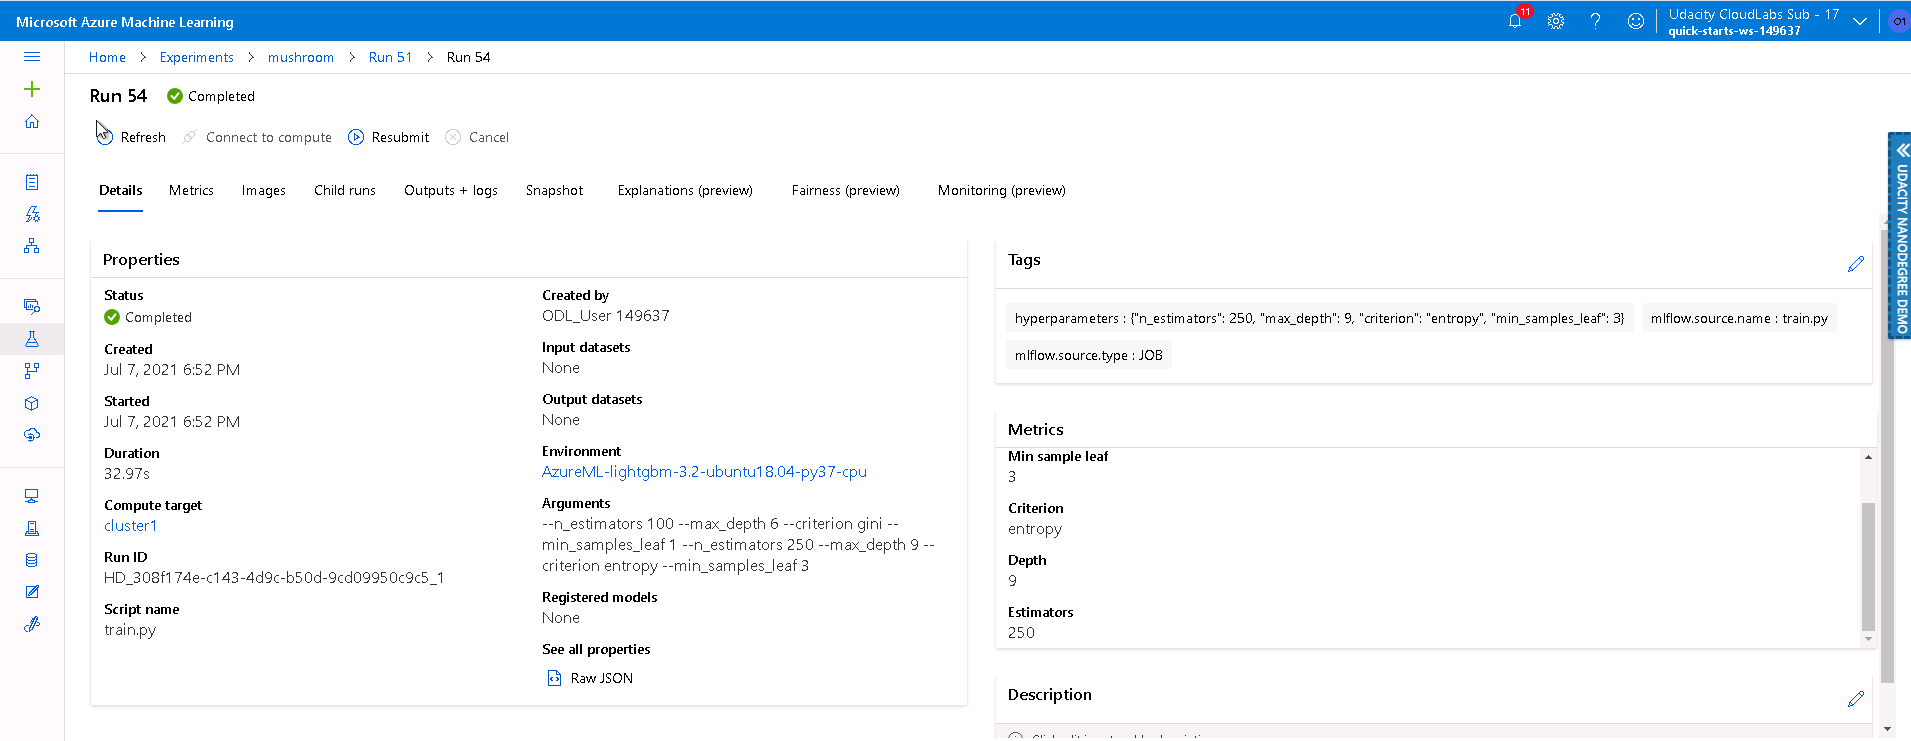 Microsoft Azure Machine Learning
11
Udacity CloudLabs Sub - 17
quick-starts-ws-149637
O1
Home > Experiments > mushroom > Run 51 > Run 54
Run 54 Completed
Refresh Connect to compute Resubmit Cancel
Details Metrics Images Child runs Outputs + logs Snapshot Explanations (preview) Fairness (preview) Monitoring (preview)
UDACITY NANODEGREE DEMO
Properties
Status
Completed
Created
Jul 7, 2021 6:52 PM
Started
Jul 7, 2021 6:52 PM
Duration
32.97s
Compute target
cluster1
Run ID
HD_308f174e-c143-4d9c-b50d-9cd09950c9c5_1
Script name
train.py
Created by
ODL_User 149637
Input datasets
None
Output datasets
None
Environment
AzureML-lightgbm-3.2-ubuntu18.04-py37-cpu
Arguments
--n_estimators 100 --max_depth 6 --criterion gini --
min_samples_leaf 1 --n_estimators 250 --max_depth 9 --
criterion entropy --min_samples_leaf 3
Registered models
None
See all properties
Raw JSON
Tags
hyperparameters : {"n_estimators": 250, "max_depth": 9, "criterion": "entropy", "min_samples_leaf": 3}
mlflow.source.name : train.py
mlflow.source.type : JOB
Metrics
Min sample leaf
3
Criterion
entropy
Depth
9
Estimators
250
Description